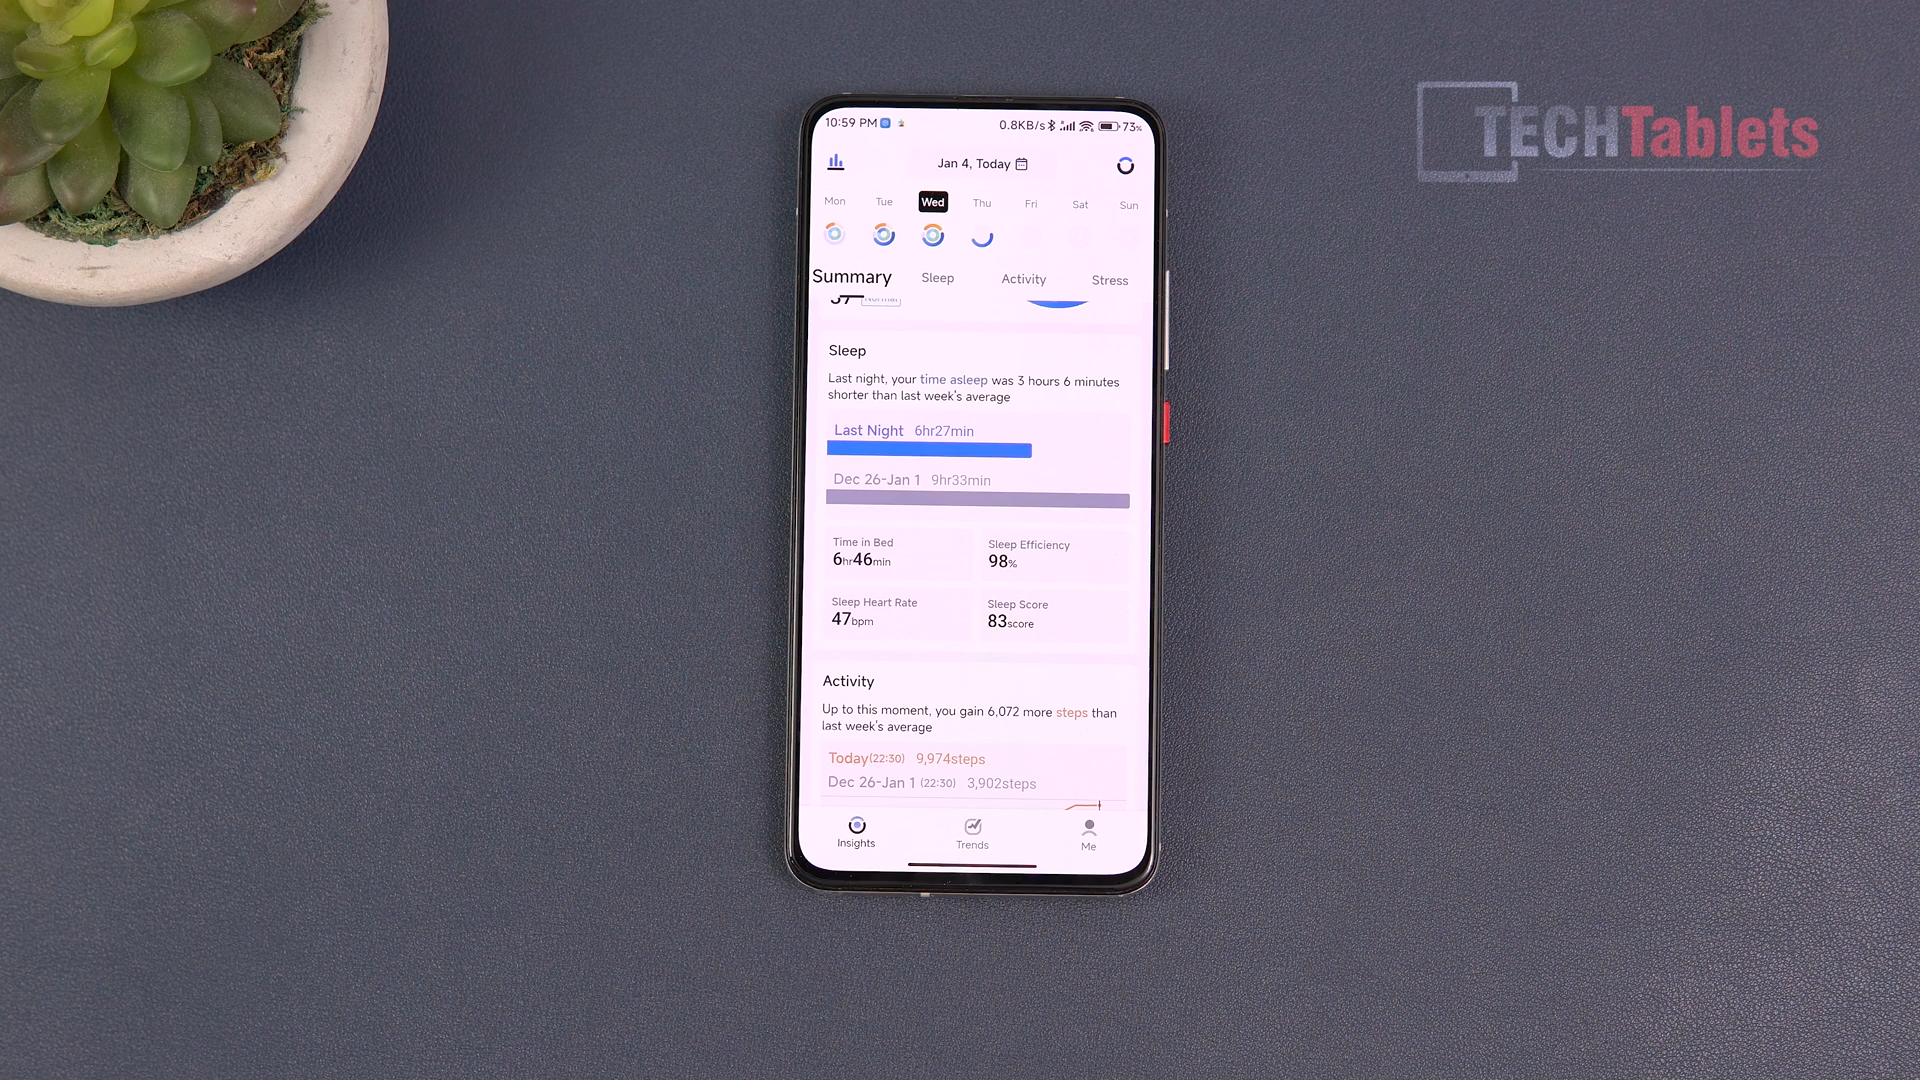 TECHTablets
10:59 PM 0.8KB/s 73%
Jan 4, Today
Mon Tue Wed Thu Fri Sat Sun
Summary Sleep Activity Stress
Normal
Sleep
Last night, your time asleep was 3 hours 6 minutes
shorter than last week's average
Last Night 6hr27min
Dec 26-Jan 1 9hr33min
Time in Bed Sleep Efficiency
6hr46min 98%
Sleep Heart Rate Sleep Score
47bpm 83score
Activity
Up to this moment, you gain 6,072 more steps than
last week's average
Today(22:30) 9,974steps
Dec 26-Jan 1 (22:30) 3,902steps
Insights Trends Me